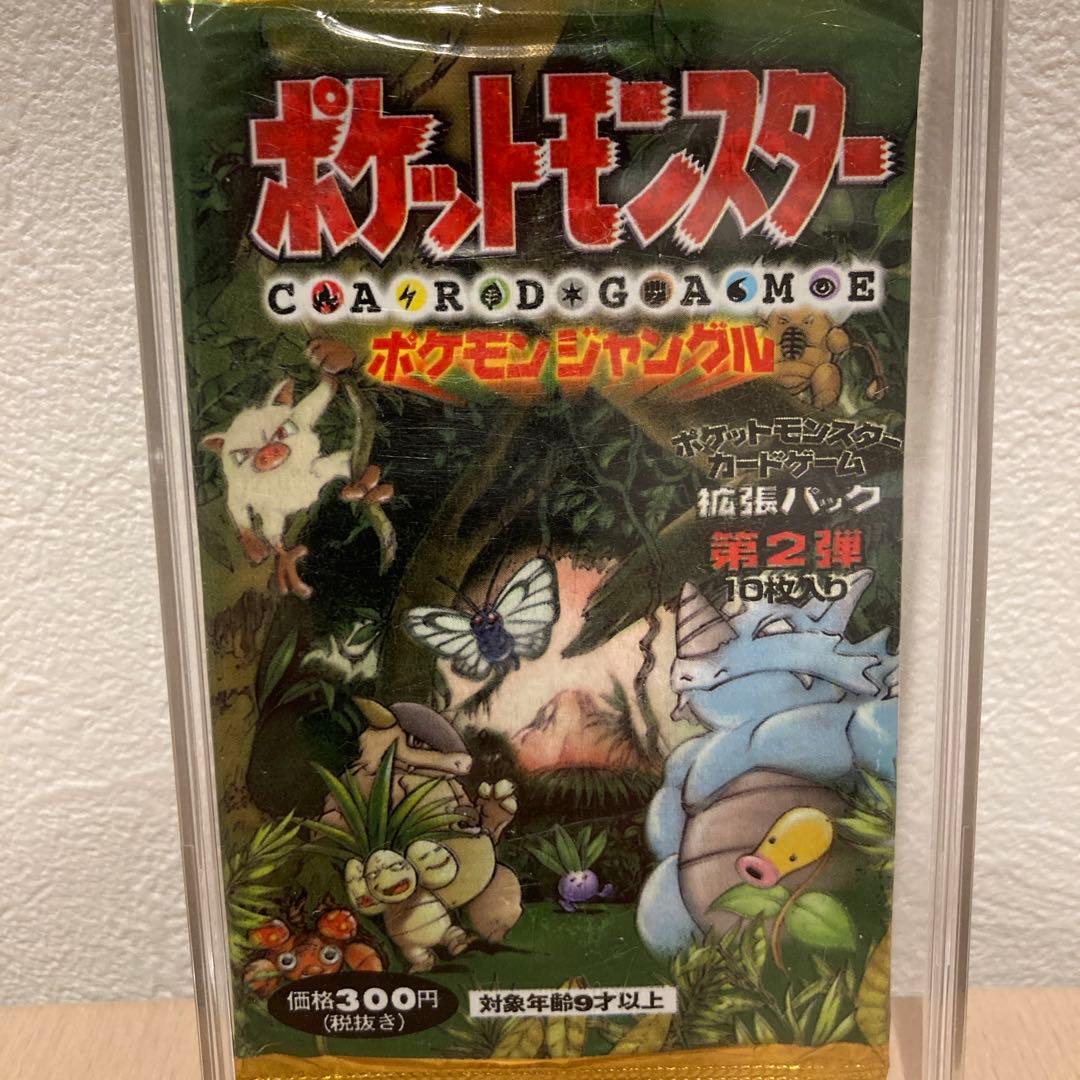 ポケットモンスター
CARD GAME
ポケモンジャングル
ポケットモンスター
カードゲーム
拡張パック
第2弾
10枚入り
価格300円
(税抜き)
対象年齢9才以上